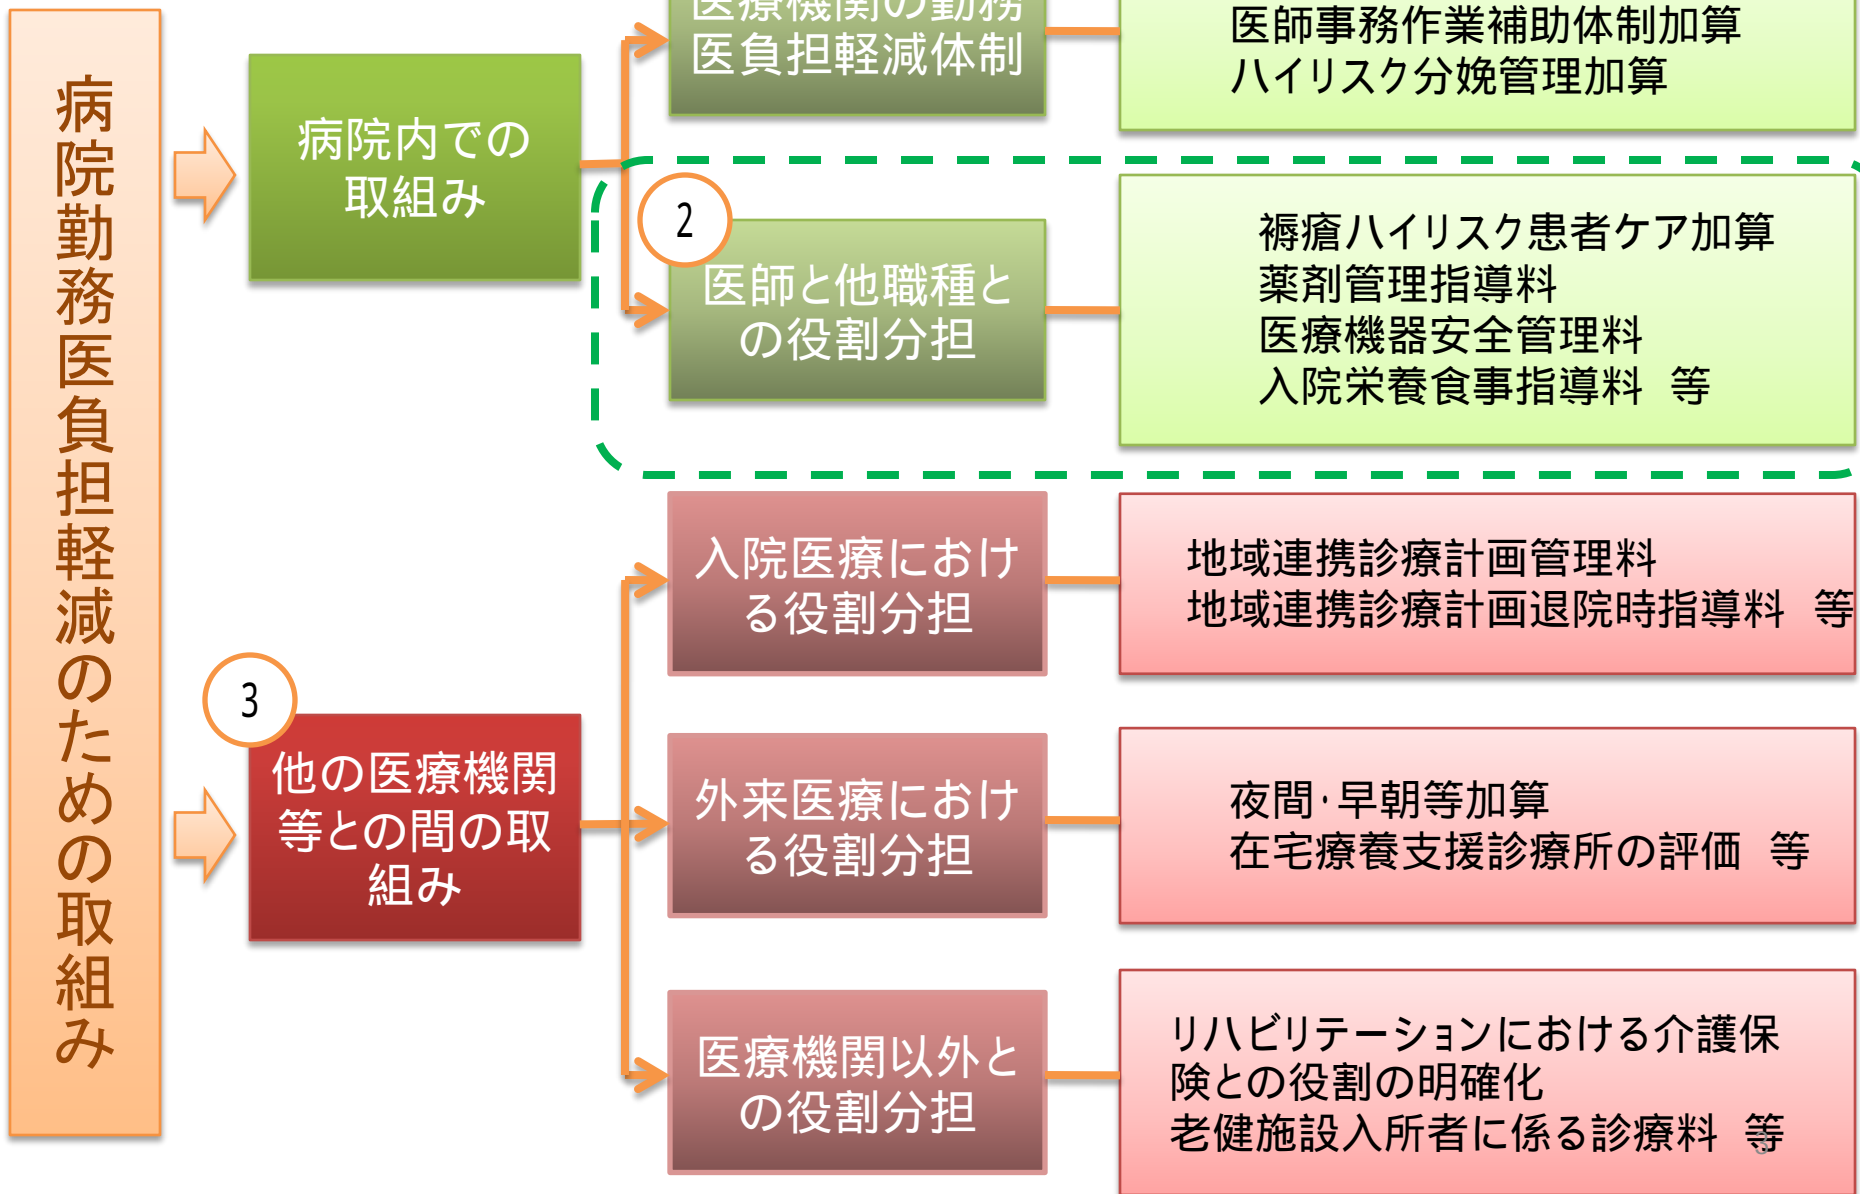 病院勤務医負担軽減のための取組み
病院内での
取組み
医療機関の勤務
医負担軽減体制
医師事務作業補助体制加算
ハイリスク分娩管理加算
2
医師と他職種と
の役割分担
褥瘡ハイリスク患者ケア加算
薬剤管理指導料
医療機器安全管理料
入院栄養食事指導料 等
3
他の医療機関
等との間の取
組み
入院医療におけ
る役割分担
地域連携診療計画管理料
地域連携診療計画退院時指導料 等
外来医療におけ
る役割分担
夜間・早朝等加算
在宅療養支援診療所の評価 等
医療機関以外と
の役割分担
リハビリテーションにおける介護保
険との役割の明確化
老健施設入所者に係る診療料 等
3